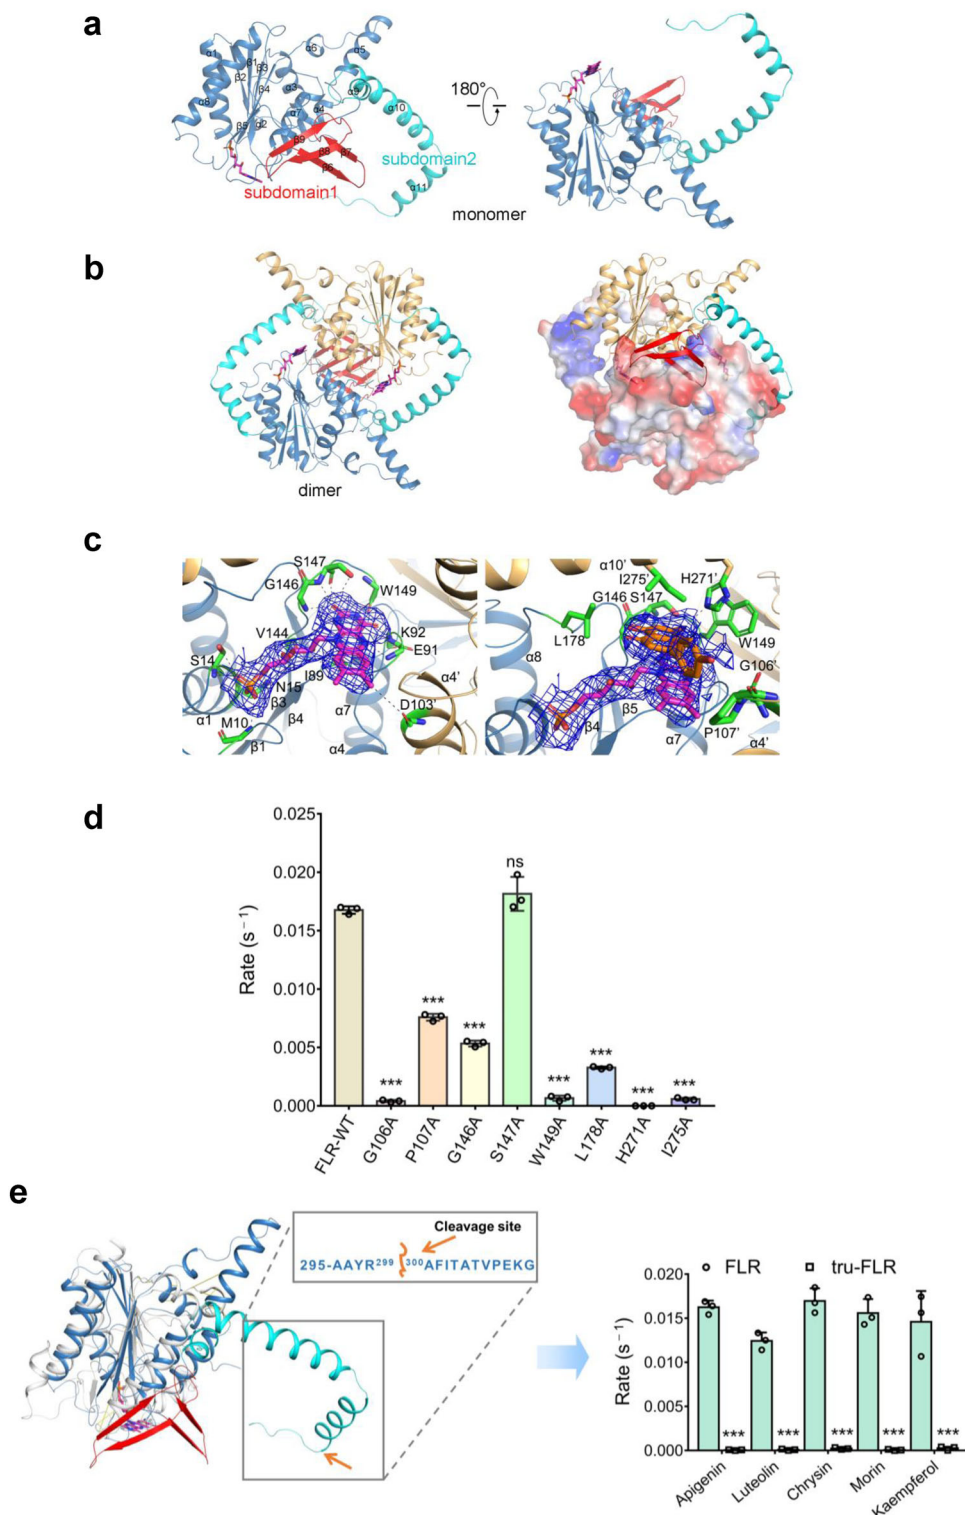 a
α1
β1
β2
β3
β4
α6
α5
α3
α8
α9
α10
α7
α4
α2
β5
β9
β8
β7
β6
α11
subdomain1
subdomain2
180°
monomer
b
dimer
c
S147
G146
W149
V144
K92
E91
S14
I89
N15
β3
α1
M10
β4
β1
α7
α4
D103'
α4'
α10'
I275'
H271'
G146
S147
L178
W149
α8
G106'
β5
β4
P107'
α7
α4'
d
Rate (s⁻¹)
0.025
0.020
0.015
0.010
0.005
0.000
ns
***
***
***
***
***
***
***
FLR-WT
G106A
P107A
G146A
S147A
W149A
L178A
H271A
I275A
e
Cleavage site
295-AAYR²⁹⁹ ³⁰⁰AFITATVPEKG
FLR
tru-FLR
Rate (s⁻¹)
0.020
0.015
0.010
0.005
0.000
***
***
***
***
***
Apigenin
Luteolin
Chrysin
Morin
Kaempferol